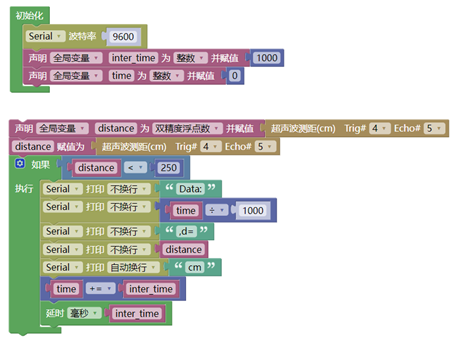 初始化
Serial 波特率 9600
声明 全局变量 inter_time 为 整数 并赋值 1000
声明 全局变量 time 为 整数 并赋值 0
声明 全局变量 distance 为 双精度浮点数 并赋值 超声波测距(cm) Trig# 4 Echo# 5
distance 赋值为 超声波测距(cm) Trig# 4 Echo# 5
如果 distance < 250
执行 Serial 打印 不换行 “ Data: ”
Serial 打印 不换行 time ÷ 1000
Serial 打印 不换行 “ ,d= ”
Serial 打印 不换行 distance
Serial 打印 自动换行 “ cm ”
time += inter_time
延时 毫秒 inter_time